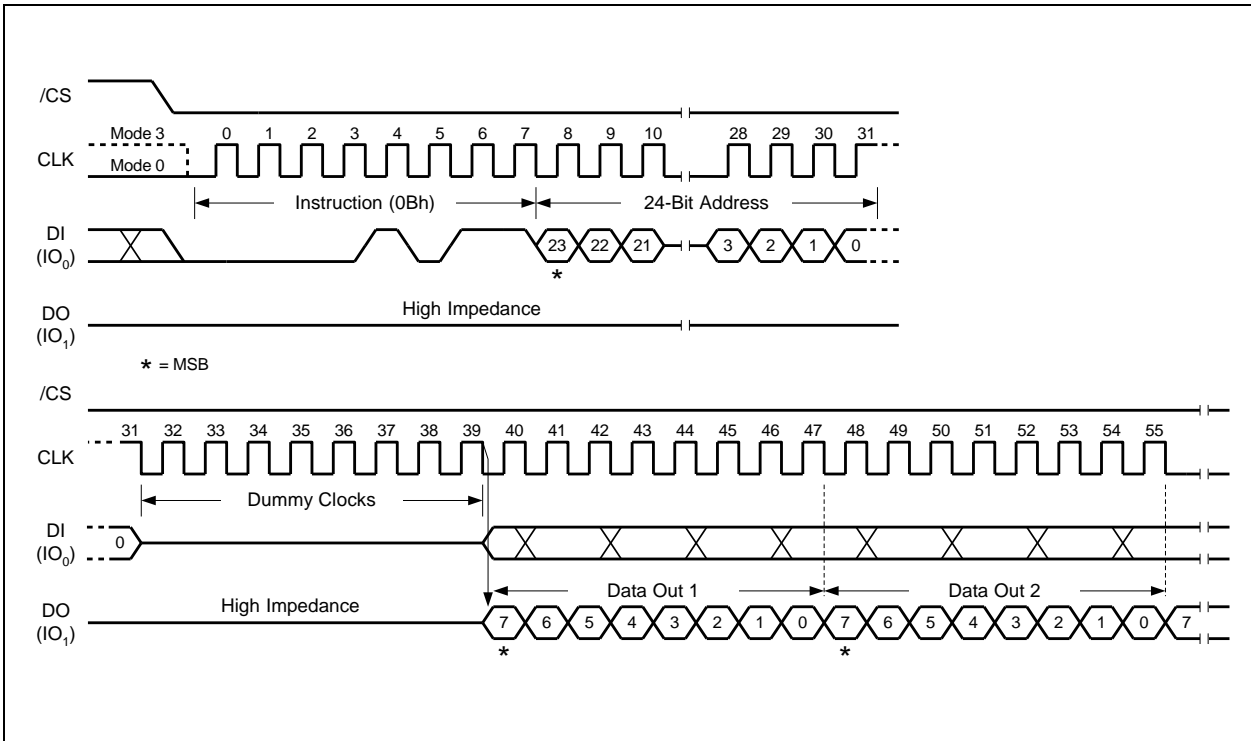 /CS
Mode 3 0 1 2 3 4 5 6 7 8 9 10 28 29 30 31
CLK
Mode 0
Instruction (0Bh) 24-Bit Address
DI
(IO0) 23 22 21 3 2 1 0
*
High Impedance
DO
(IO1)
* = MSB
/CS
31 32 33 34 35 36 37 38 39 40 41 42 43 44 45 46 47 48 49 50 51 52 53 54 55
CLK
Dummy Clocks
DI
(IO0) 0
Data Out 1 Data Out 2
High Impedance
DO
(IO1) 7 6 5 4 3 2 1 0 7 6 5 4 3 2 1 0 7
* *